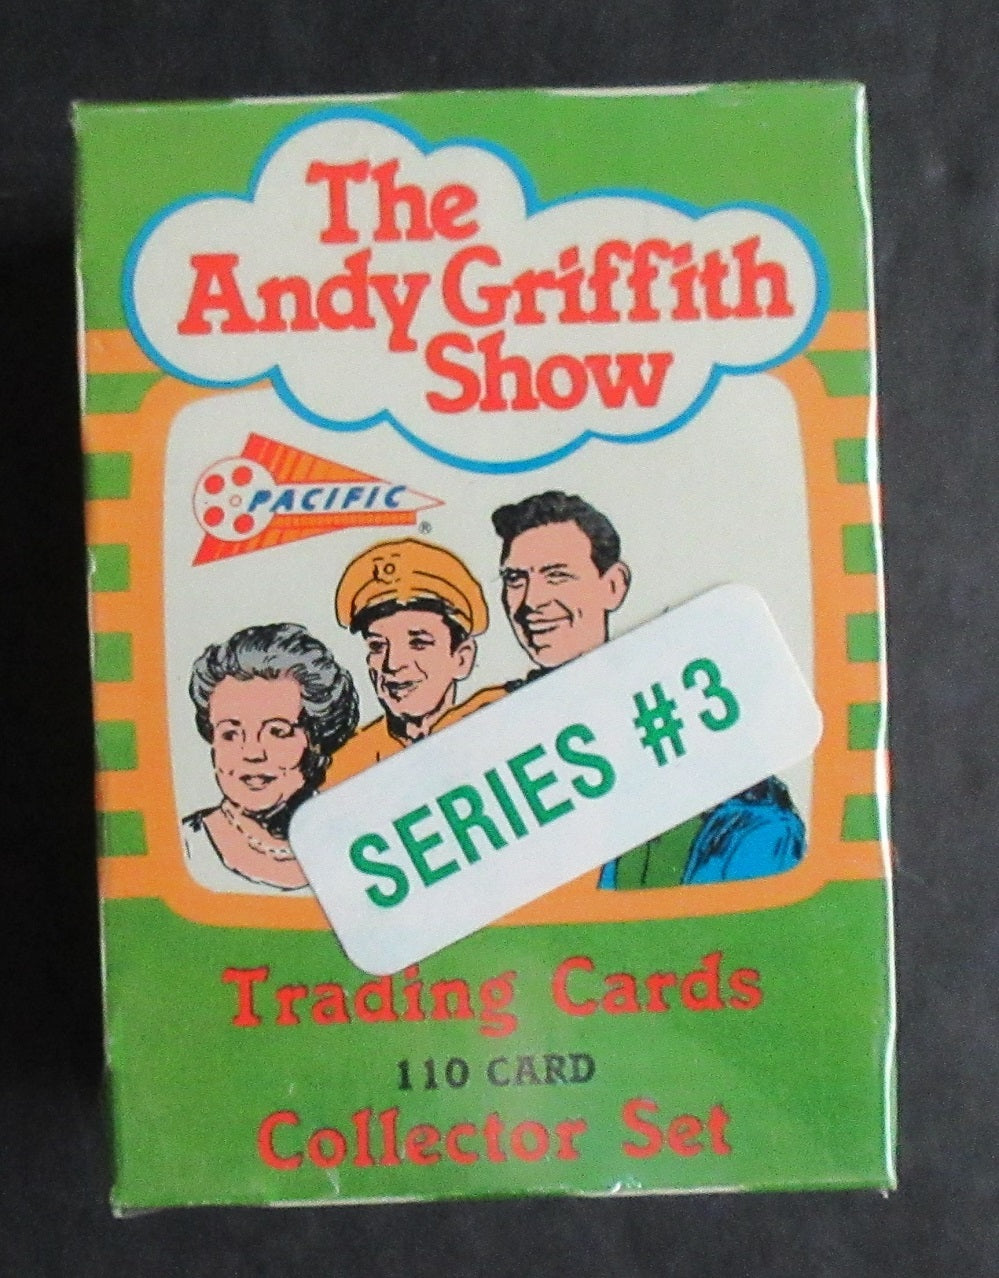 The
Andy Griffith
Show
PACIFIC
®
SERIES #3
Trading Cards
110 CARD
Collector Set